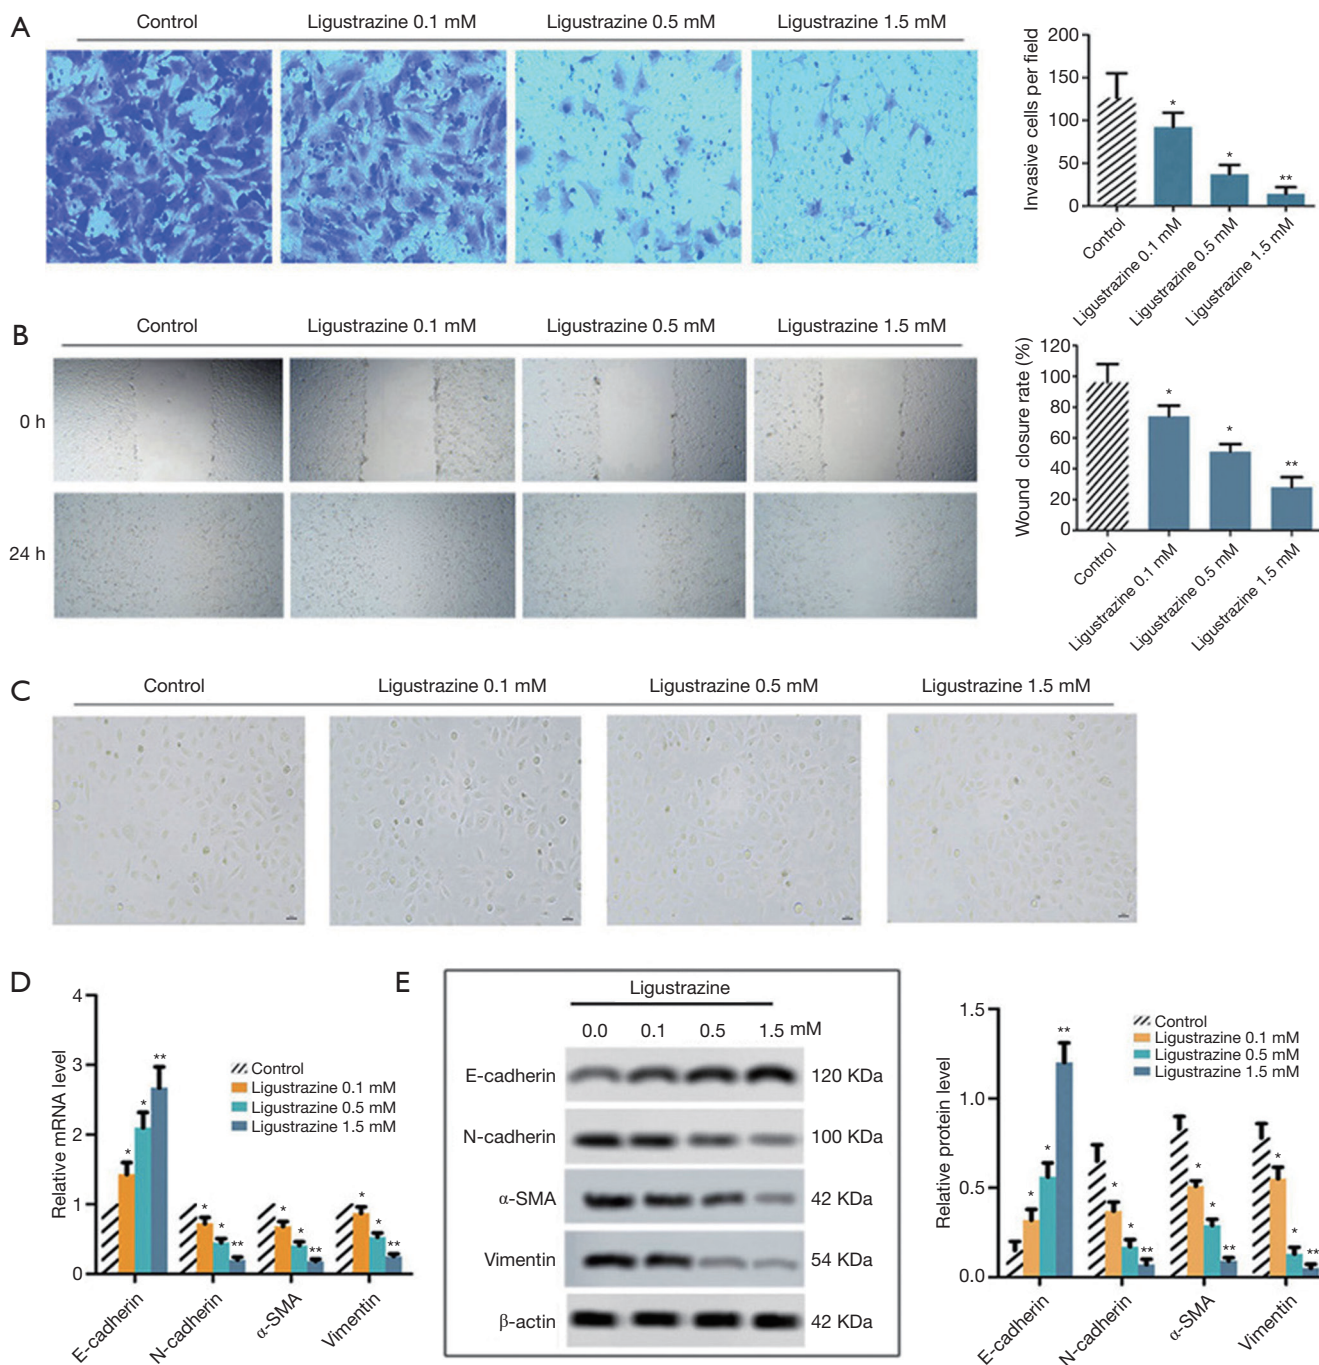 A
Control
Ligustrazine 0.1 mM
Ligustrazine 0.5 mM
Ligustrazine 1.5 mM
Invasive cells per field
200
150
100
50
0
*
*
**
Control
Ligustrazine 0.1 mM
Ligustrazine 0.5 mM
Ligustrazine 1.5 mM
B
Control
Ligustrazine 0.1 mM
Ligustrazine 0.5 mM
Ligustrazine 1.5 mM
0 h
24 h
Wound closure rate (%)
120
100
80
60
40
20
0
*
*
**
Control
Ligustrazine 0.1 mM
Ligustrazine 0.5 mM
Ligustrazine 1.5 mM
C
Control
Ligustrazine 0.1 mM
Ligustrazine 0.5 mM
Ligustrazine 1.5 mM
D
Relative mRNA level
4
3
2
1
0
Control
Ligustrazine 0.1 mM
Ligustrazine 0.5 mM
Ligustrazine 1.5 mM
*
*
**
*
*
**
*
*
**
*
*
**
E-cadherin
N-cadherin
α-SMA
Vimentin
E
Ligustrazine
0.0 0.1 0.5 1.5 mM
E-cadherin 120 KDa
N-cadherin 100 KDa
α-SMA 42 KDa
Vimentin 54 KDa
β-actin 42 KDa
Relative protein level
1.5
1.0
0.5
0.0
Control
Ligustrazine 0.1 mM
Ligustrazine 0.5 mM
Ligustrazine 1.5 mM
*
*
**
*
*
**
*
*
**
*
*
**
E-cadherin
N-cadherin
α-SMA
Vimentin